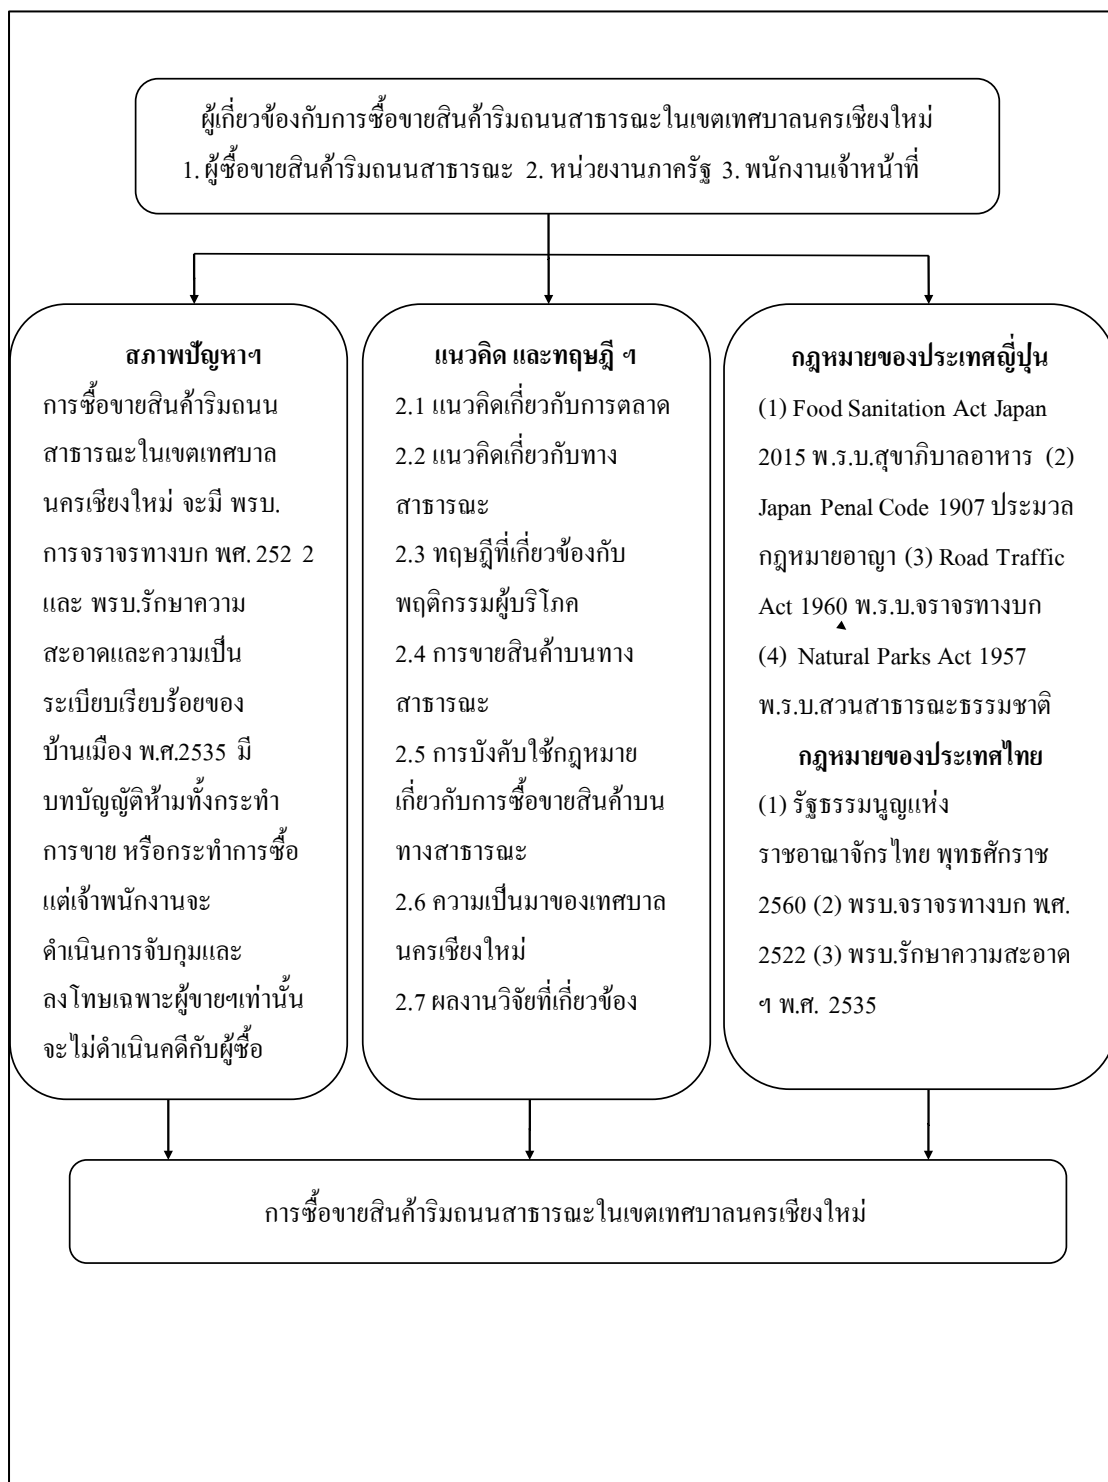 ผู้เกี่ยวข้องกับการซื้อขายสินค้าริมถนนสาธารณะในเขตเทศบาลนครเชียงใหม่
1. ผู้ซื้อขายสินค้าริมถนนสาธารณะ 2. หน่วยงานภาครัฐ 3. พนักงานเจ้าหน้าที่
สภาพปัญหาฯ
การซื้อขายสินค้าริมถนน
สาธารณะในเขตเทศบาล
นครเชียงใหม่ จะมี พรบ.
การจราจรทางบก พศ. 252 2
และ พรบ.รักษาความ
สะอาดและความเป็น
ระเบียบเรียบร้อยของ
บ้านเมือง พ.ศ.2535 มี
บทบัญญัติห้ามทั้งกระทำ
การขาย หรือกระทำการซื้อ
แต่เจ้าพนักงานจะ
ดำเนินการจับกุมและ
ลงโทษเฉพาะผู้ขายฯเท่านั้น
จะไม่ดำเนินคดีกับผู้ซื้อ
แนวคิด และทฤษฎี ฯ
2.1 แนวคิดเกี่ยวกับการตลาด
2.2 แนวคิดเกี่ยวกับทาง
สาธารณะ
2.3 ทฤษฎีที่เกี่ยวข้องกับ
พฤติกรรมผู้บริโภค
2.4 การขายสินค้าบนทาง
สาธารณะ
2.5 การบังคับใช้กฎหมาย
เกี่ยวกับการซื้อขายสินค้าบน
ทางสาธารณะ
2.6 ความเป็นมาของเทศบาล
นครเชียงใหม่
2.7 ผลงานวิจัยที่เกี่ยวข้อง
กฎหมายของประเทศญี่ปุ่น
(1) Food Sanitation Act Japan
2015 พ.ร.บ.สุขาภิบาลอาหาร (2)
Japan Penal Code 1907 ประมวล
กฎหมายอาญา (3) Road Traffic
Act 1960 พ.ร.บ.จราจรทางบก
(4) Natural Parks Act 1957
พ.ร.บ.สวนสาธารณะธรรมชาติ
กฎหมายของประเทศไทย
(1) รัฐธรรมนูญแห่ง
ราชอาณาจักรไทย พุทธศักราช
2560 (2) พรบ.จราจรทางบก พศ.
2522 (3) พรบ.รักษาความสะอาด
ฯ พ.ศ. 2535
การซื้อขายสินค้าริมถนนสาธารณะในเขตเทศบาลนครเชียงใหม่